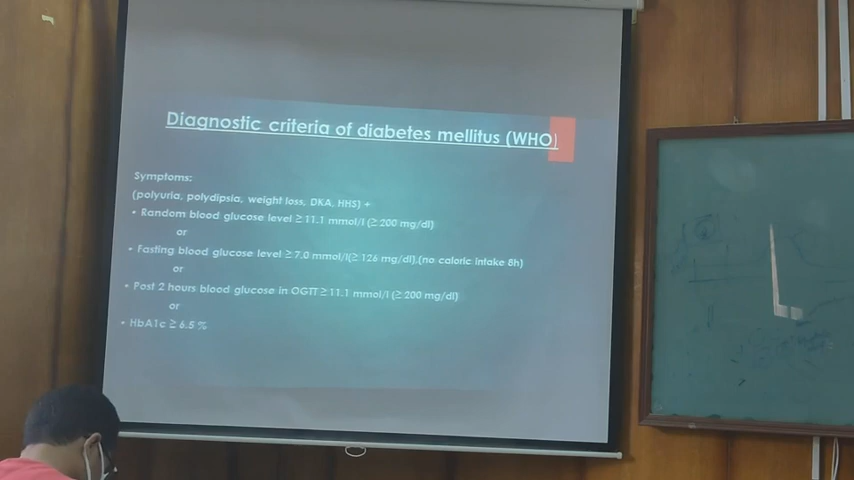 Diagnostic criteria of diabetes mellitus (WHO)
Symptoms:
(polyuria, polydipsia, weight loss, DKA, HHS) +
• Random blood glucose level ≥11.1 mmol/l (≥200 mg/dl)
or
• Fasting blood glucose level ≥7.0 mmol/l(≥126 mg/dl),(no caloric intake 8h)
or
• Post 2 hours blood glucose in OGTT≥11.1 mmol/l (≥200 mg/dl)
or
• HbA1c ≥ 6.5 %